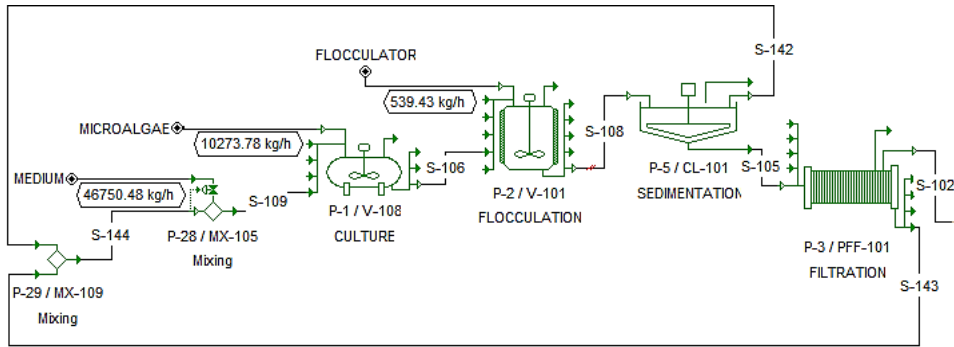 S-142
FLOCCULATOR
539.43 kg/h
MICROALGAE
10273.78 kg/h
S-108
S-106
P-5 / CL-101
SEDIMENTATION
S-105
MEDIUM
46750.48 kg/h
S-109
P-2 / V-101
FLOCCULATION
S-102
P-1 / V-108
CULTURE
S-144
P-28 / MX-105
Mixing
P-3 / PFF-101
FILTRATION
S-143
P-29 / MX-109
Mixing